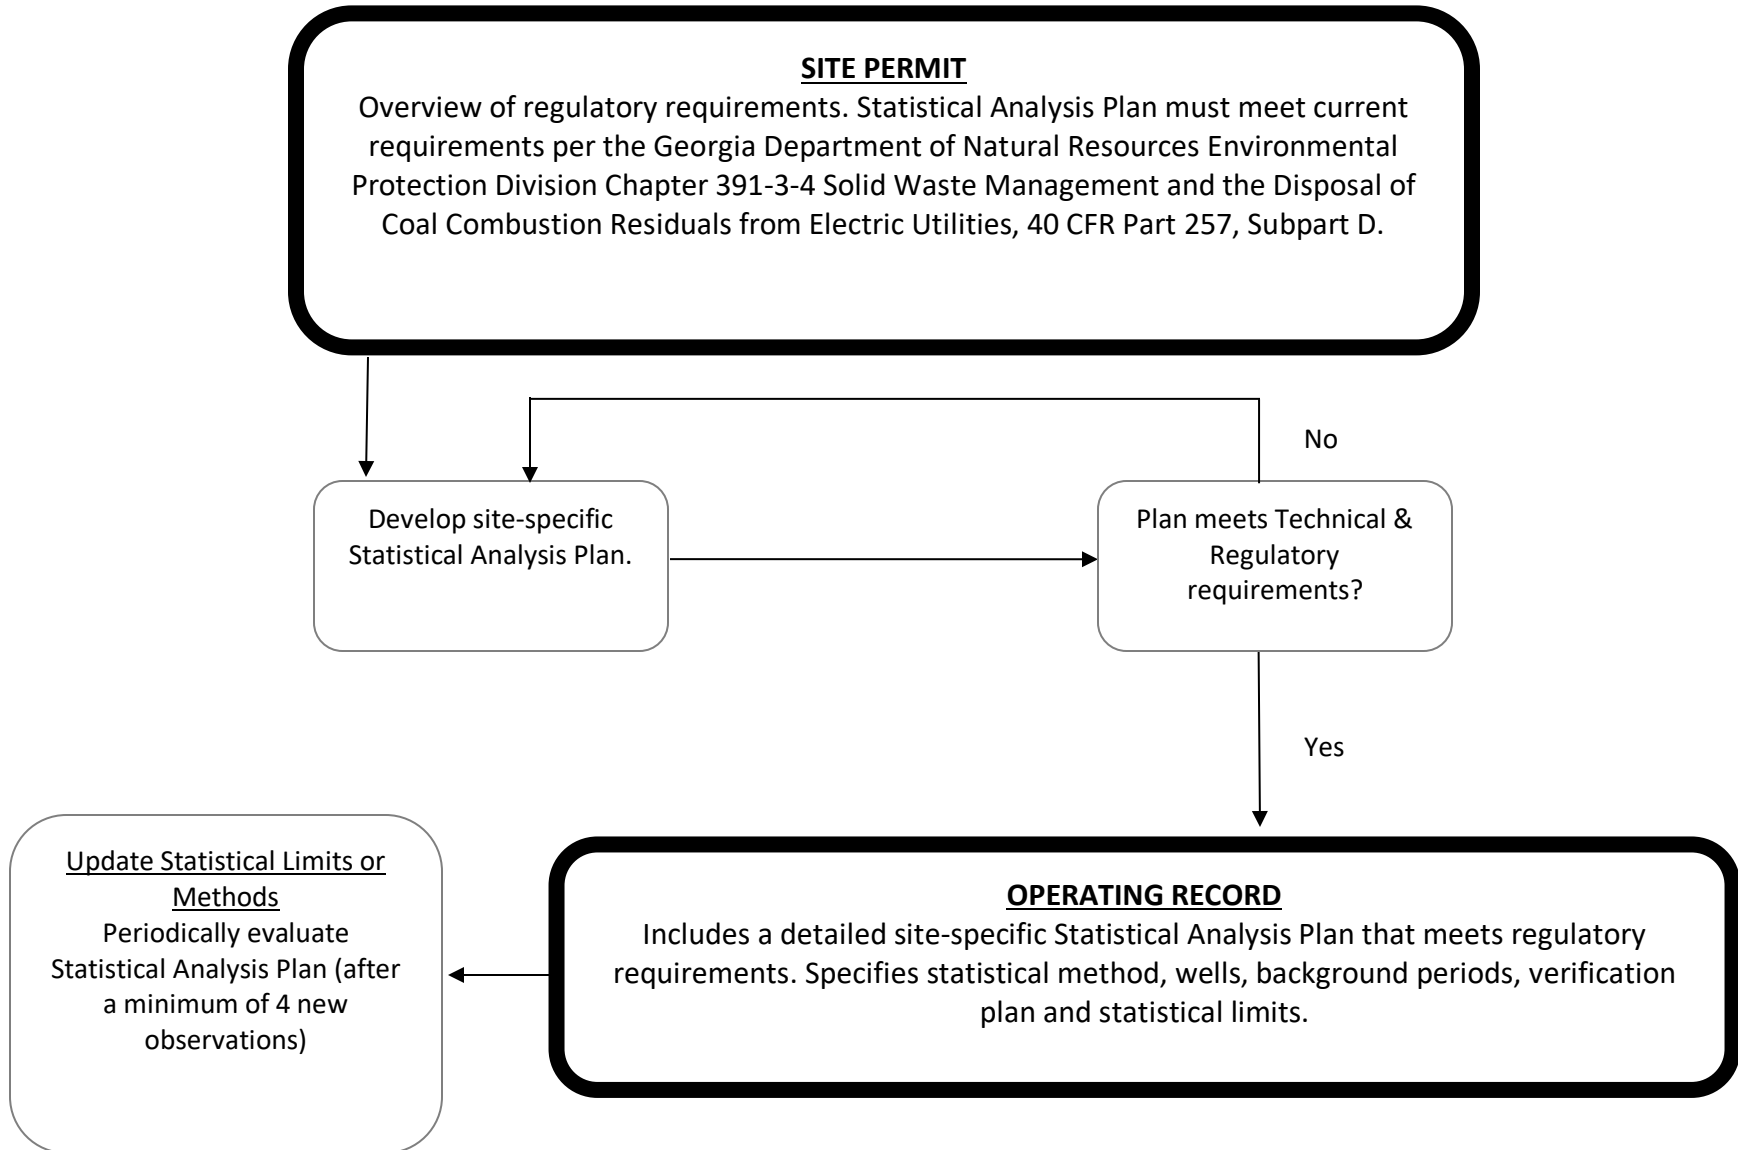 SITE PERMIT
Overview of regulatory requirements. Statistical Analysis Plan must meet current
requirements per the Georgia Department of Natural Resources Environmental
Protection Division Chapter 391-3-4 Solid Waste Management and the Disposal of
Coal Combustion Residuals from Electric Utilities, 40 CFR Part 257, Subpart D.
No
Develop site-specific
Statistical Analysis Plan.
Plan meets Technical &
Regulatory
requirements?
Yes
Update Statistical Limits or
Methods
Periodically evaluate
Statistical Analysis Plan (after
a minimum of 4 new
observations)
OPERATING RECORD
Includes a detailed site-specific Statistical Analysis Plan that meets regulatory
requirements. Specifies statistical method, wells, background periods, verification
plan and statistical limits.